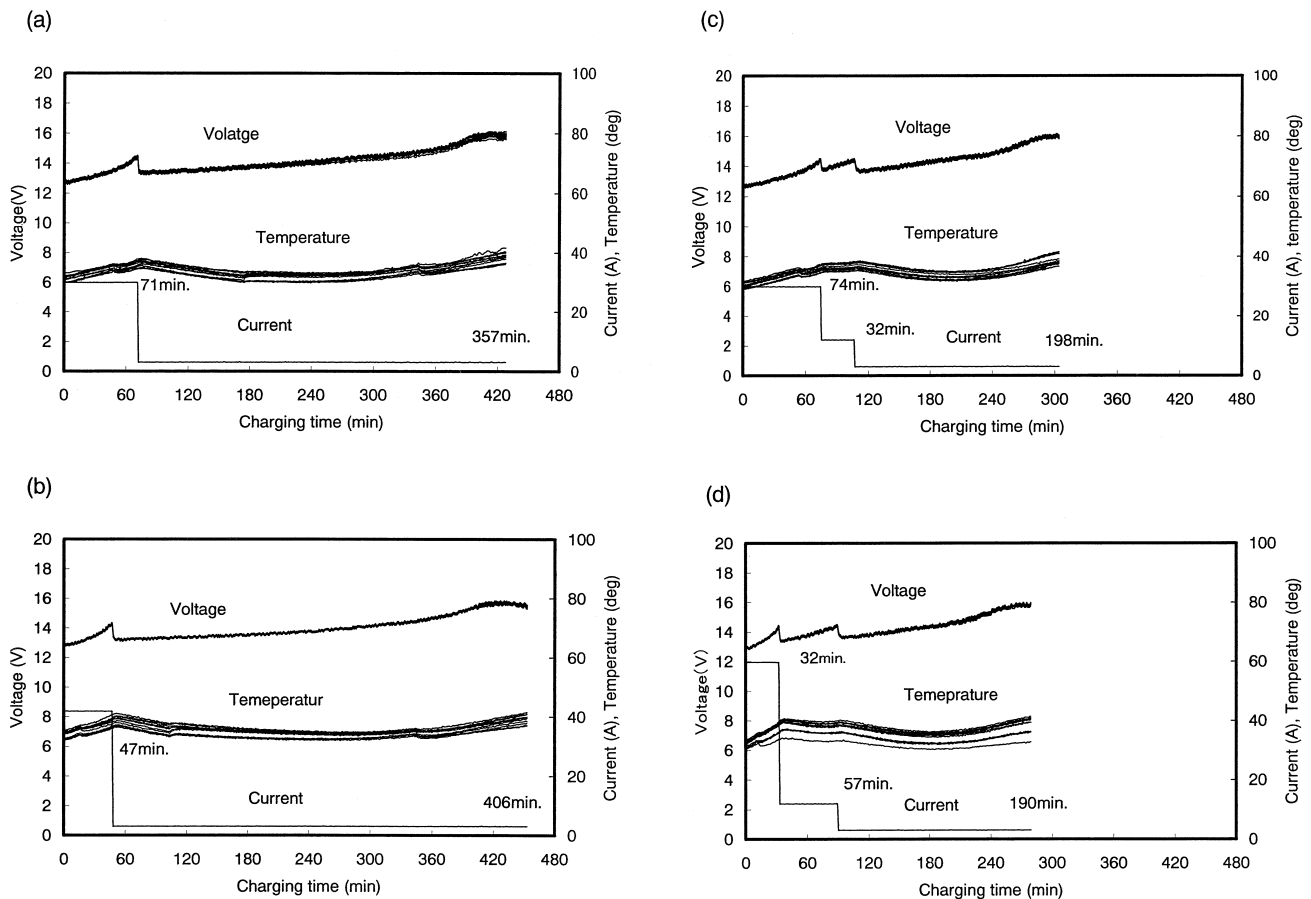 (a)
20
18
16
14
12
10
8
6
4
2
0
Voltage(V)
100
80
60
40
20
0
Current (A), Temperature (deg)
Volatge
Temperature
71min.
Current
357min.
0 60 120 180 240 300 360 420 480
Charging time (min)
(c)
20
18
16
14
12
10
8
6
4
2
0
Voltage (V)
100
80
60
40
20
0
Current (A), Temperature (deg)
Voltage
Temperature
74min.
32min.
Current
198min.
0 60 120 180 240 300 360 420 480
Charging time (min)
(b)
20
18
16
14
12
10
8
6
4
2
0
Voltage (V)
100
80
60
40
20
0
Current (A), Temperature (deg)
Voltage
Temeperatur
47min.
Current
406min.
0 60 120 180 240 300 360 420 480
Charging time (min)
(d)
20
18
16
14
12
10
8
6
4
2
0
Voltage(V)
100
80
60
40
20
0
Current (A), Temperature (deg)
Voltage
32min.
Temeprature
57min.
Current
190min.
0 60 120 180 240 300 360 420 480
Charging time (min)